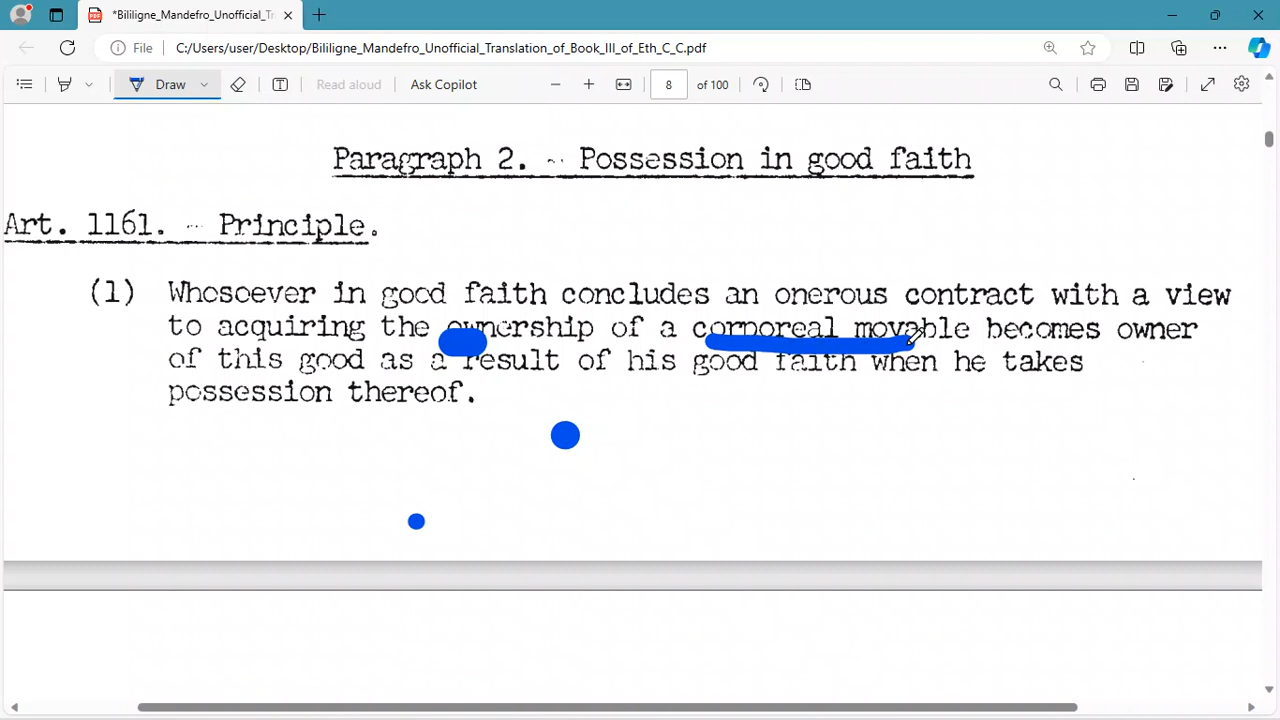 *Bililigne_Mandefro_Unofficial_Tr
File
C:/Users/user/Desktop/Bililigne_Mandefro_Unofficial_Translation_of_Book_III_of_Eth_C_C.pdf
Draw
Read aloud
Ask Copilot
8
of 100
Paragraph 2. - Possession in good faith
Art. 1161. - Principle.
(1) Whosoever in good faith concludes an onerous contract with a view
to acquiring the ownership of a corporeal movable becomes owner
of this good as a result of his good faith when he takes
possession thereof.